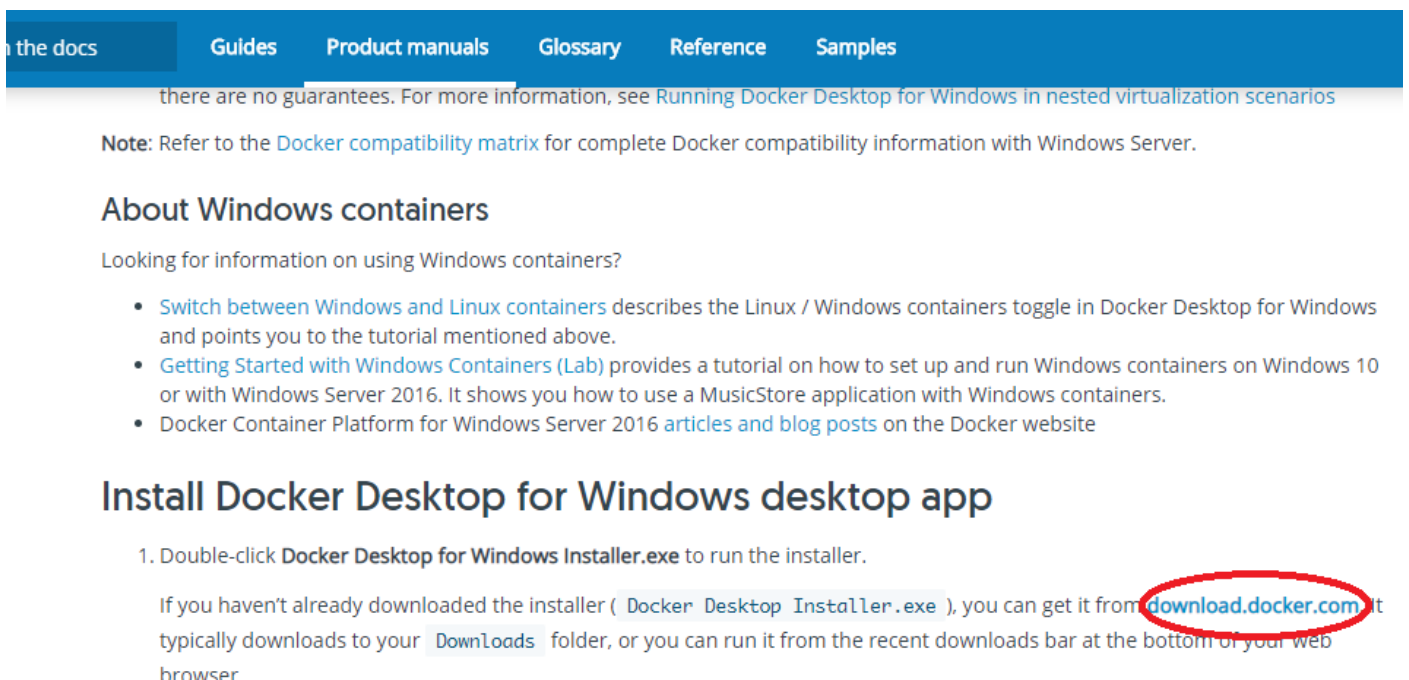 the docs Guides Product manuals Glossary Reference Samples
there are no guarantees. For more information, see Running Docker Desktop for Windows in nested virtualization scenarios
Note: Refer to the Docker compatibility matrix for complete Docker compatibility information with Windows Server.
About Windows containers
Looking for information on using Windows containers?
• Switch between Windows and Linux containers describes the Linux / Windows containers toggle in Docker Desktop for Windows
and points you to the tutorial mentioned above.
• Getting Started with Windows Containers (Lab) provides a tutorial on how to set up and run Windows containers on Windows 10
or with Windows Server 2016. It shows you how to use a MusicStore application with Windows containers.
• Docker Container Platform for Windows Server 2016 articles and blog posts on the Docker website
Install Docker Desktop for Windows desktop app
1. Double-click Docker Desktop for Windows Installer.exe to run the installer.
If you haven’t already downloaded the installer ( Docker Desktop Installer.exe ), you can get it from download.docker.com. It
typically downloads to your Downloads folder, or you can run it from the recent downloads bar at the bottom of your web
browser